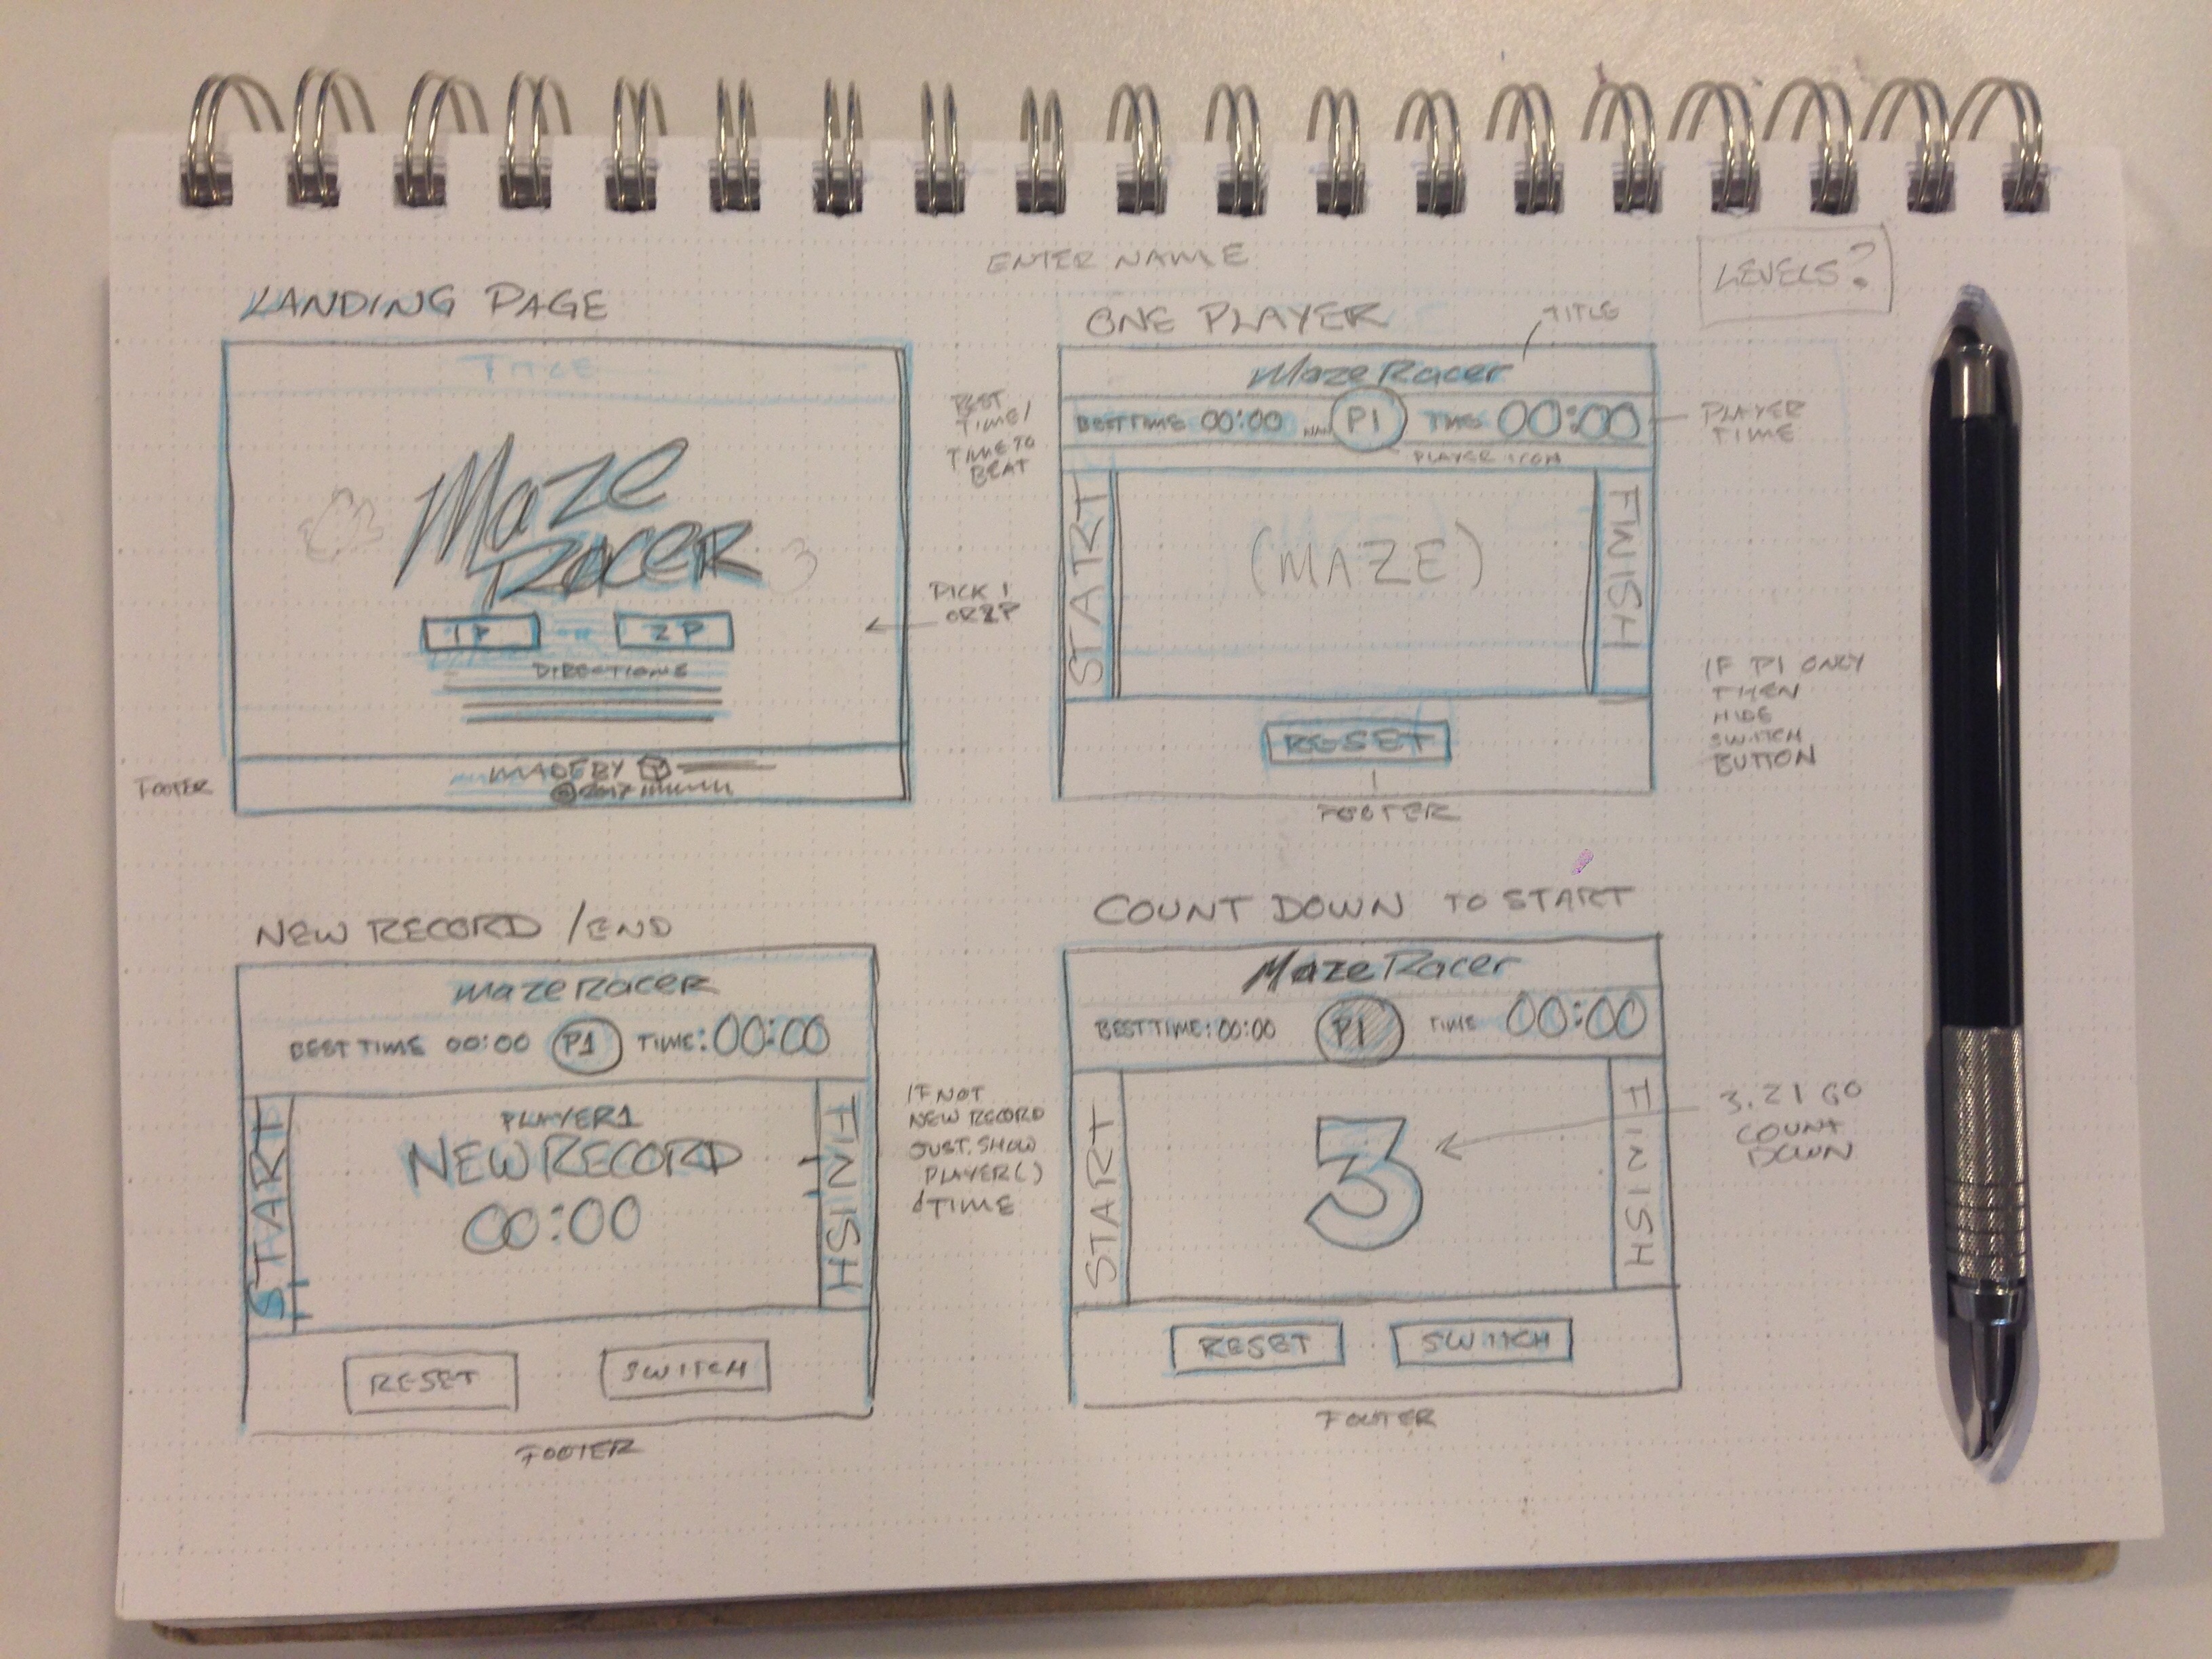 ENTER NAME
LEVELS?
LANDING PAGE
TITLE
Maze
Racer
1P OR 2P
DIRECTIONS
MADE BY
© 2017
FOOTER
PICK 1
OR 2P
ONE PLAYER
TITLE
Maze Racer
BEST TIME 00:00 P1 TIME 00:00
PLAYER ICON
BEST
TIME/
TIME TO
BEAT
PLAYER
TIME
START
(MAZE)
FINISH
RESET
FOOTER
IF P1 ONLY
THEN
HIDE
SWITCH
BUTTON
NEW RECORD / END
maze Racer
BEST TIME 00:00 P1 TIME: 00:00
START
PLAYER 1
NEW RECORD
00:00
FINISH
RESET SWITCH
FOOTER
IF NOT
NEW RECORD
JUST SHOW
PLAYER ( )
& TIME
COUNT DOWN TO START
Maze Racer
BEST TIME: 00:00 P1 TIME 00:00
START
3
FINISH
RESET SWITCH
FOOTER
3.21 GO
COUNT
DOWN